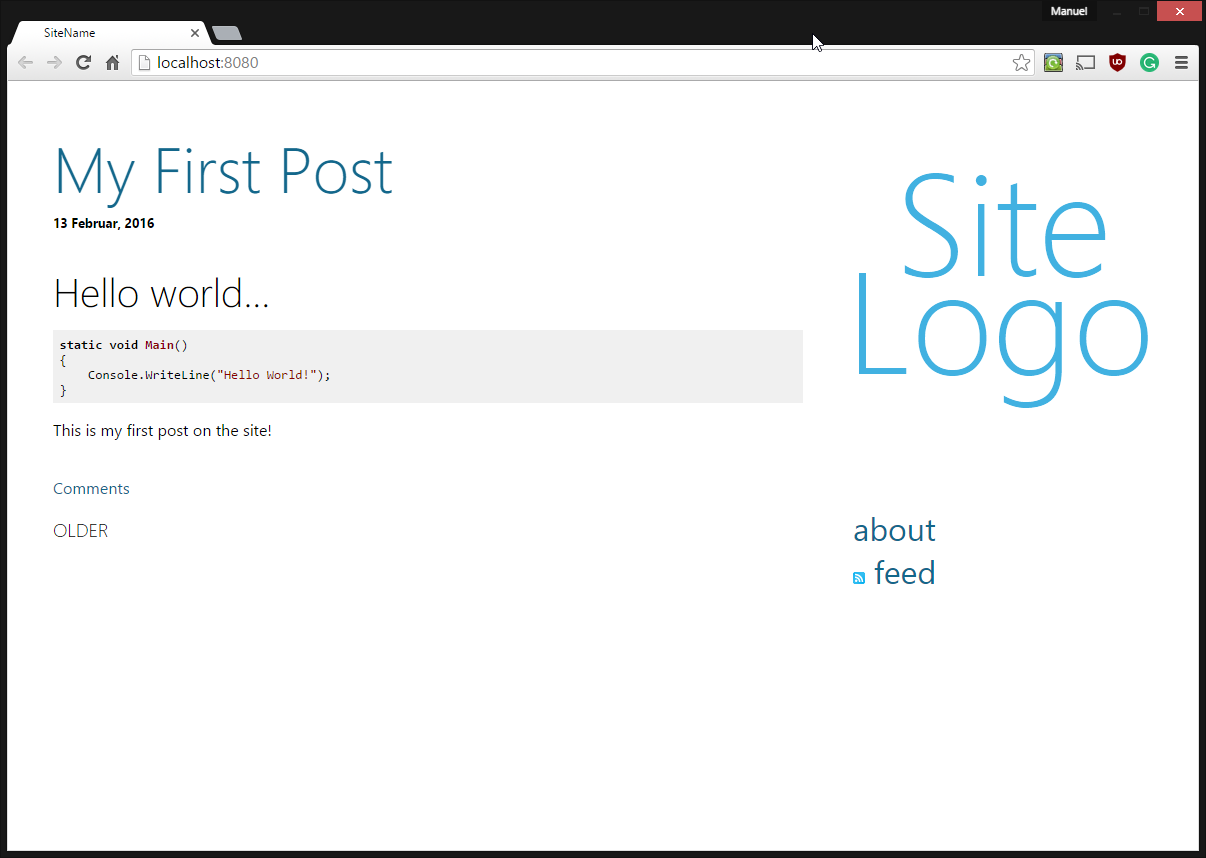 Manuel
SiteName
localhost:8080
My First Post
13 Februar, 2016
Hello world...
static void Main()
{
    Console.WriteLine("Hello World!");
}
This is my first post on the site!
Comments
OLDER
Site
Logo
about
feed